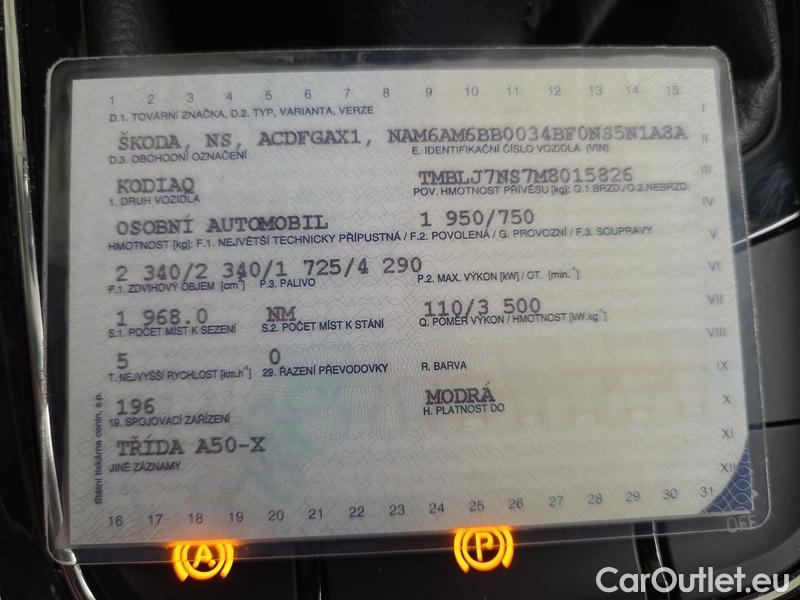 1 2 3 4 5 6 7 8 9 10 11 12 13 14 15
D.1. TOVÁRNÍ ZNAČKA, D.2. TYP, VARIANTA, VERZE
I
ŠKODA, NS, ACDFGAX1, NAM6AM6BB0034BF0NS5N1A8A
II
D.3. OBCHODNÍ OZNAČENÍ E. IDENTIFIKAČNÍ ČÍSLO VOZIDLA (VIN)
KODIAQ TMBLJ7NS7M8015826
III
1. DRUH VOZIDLA POV. HMOTNOST PŘÍVĚSU [kg]: O.1.BRZD./O.2.NEBRZD.
OSOBNÍ AUTOMOBIL 1 950/750
IV
HMOTNOST [kg]: F.1. NEJVĚTŠÍ TECHNICKY PŘÍPUSTNÁ / F.2. POVOLENÁ / G. PROVOZNÍ / F.3. SOUPRAVY
V
2 340/2 340/1 725/4 290
VI
P.1. ZDVIHOVÝ OBJEM [cm³] P.3. PALIVO P.2. MAX. VÝKON [kW] / OT. [min.⁻¹]
1 968.0 NM 110/3 500
VII
S.1. POČET MÍST K SEZENÍ S.2. POČET MÍST K STÁNÍ Q. POMĚR VÝKON / HMOTNOST [kW.kg⁻¹]
VIII
5 0
T. NEJVYŠŠÍ RYCHLOST [km.h⁻¹] 29. ŘAZENÍ PŘEVODOVKY R. BARVA
IX
196 MODRÁ
X
19. SPOJOVACÍ ZAŘÍZENÍ H. PLATNOST DO
TŘÍDA A50-X
XI
JINÉ ZÁZNAMY
XII
Státní tiskárna cenin, s.p.
16 17 18 19 20 21 22 23 24 25 26 27 28 29 30 31
OFF
A P
CarOutlet.eu